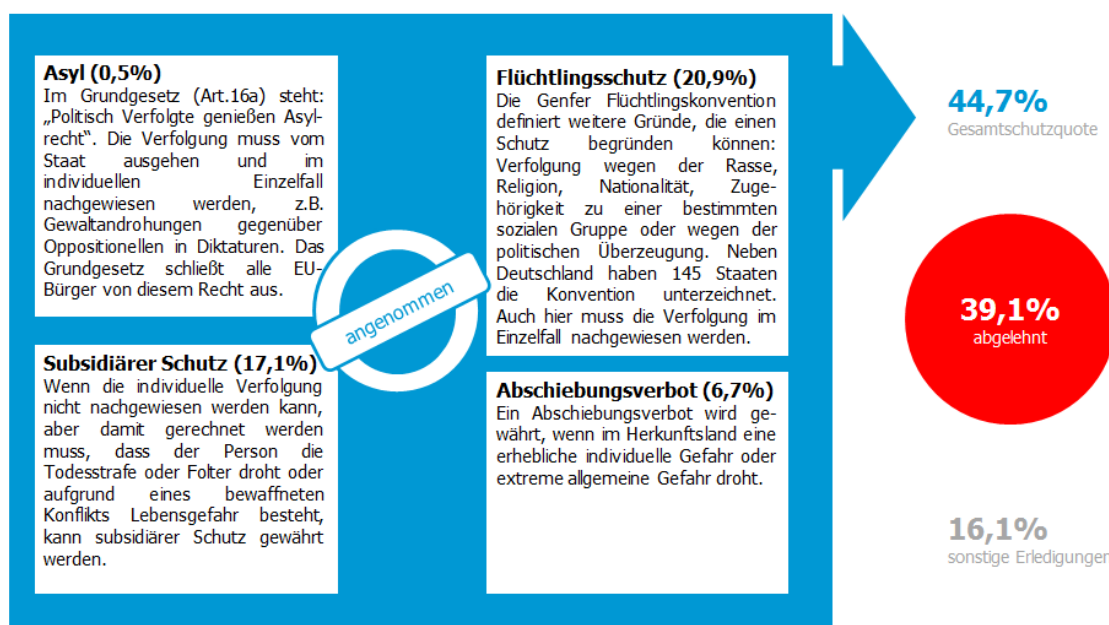 Asyl (0,5%)
Im Grundgesetz (Art.16a) steht:
„Politisch Verfolgte genießen Asyl-
recht“. Die Verfolgung muss vom
Staat ausgehen und im
individuellen Einzelfall
nachgewiesen werden, z.B.
Gewaltandrohungen gegenüber
Oppositionellen in Diktaturen. Das
Grundgesetz schließt alle EU-
Bürger von diesem Recht aus.
Subsidiärer Schutz (17,1%)
Wenn die individuelle Verfolgung
nicht nachgewiesen werden kann,
aber damit gerechnet werden
muss, dass der Person die
Todesstrafe oder Folter droht oder
aufgrund eines bewaffneten
Konflikts Lebensgefahr besteht,
kann subsidiärer Schutz gewährt
werden.
angenommen
Flüchtlingsschutz (20,9%)
Die Genfer Flüchtlingskonvention
definiert weitere Gründe, die einen
Schutz begründen können:
Verfolgung wegen der Rasse,
Religion, Nationalität, Zuge-
hörigkeit zu einer bestimmten
sozialen Gruppe oder wegen der
politischen Überzeugung. Neben
Deutschland haben 145 Staaten
die Konvention unterzeichnet.
Auch hier muss die Verfolgung im
Einzelfall nachgewiesen werden.
Abschiebungsverbot (6,7%)
Ein Abschiebungsverbot wird ge-
währt, wenn im Herkunftsland eine
erhebliche individuelle Gefahr oder
extreme allgemeine Gefahr droht.
44,7%
Gesamtschutzquote
39,1%
abgelehnt
16,1%
sonstige Erledigungen